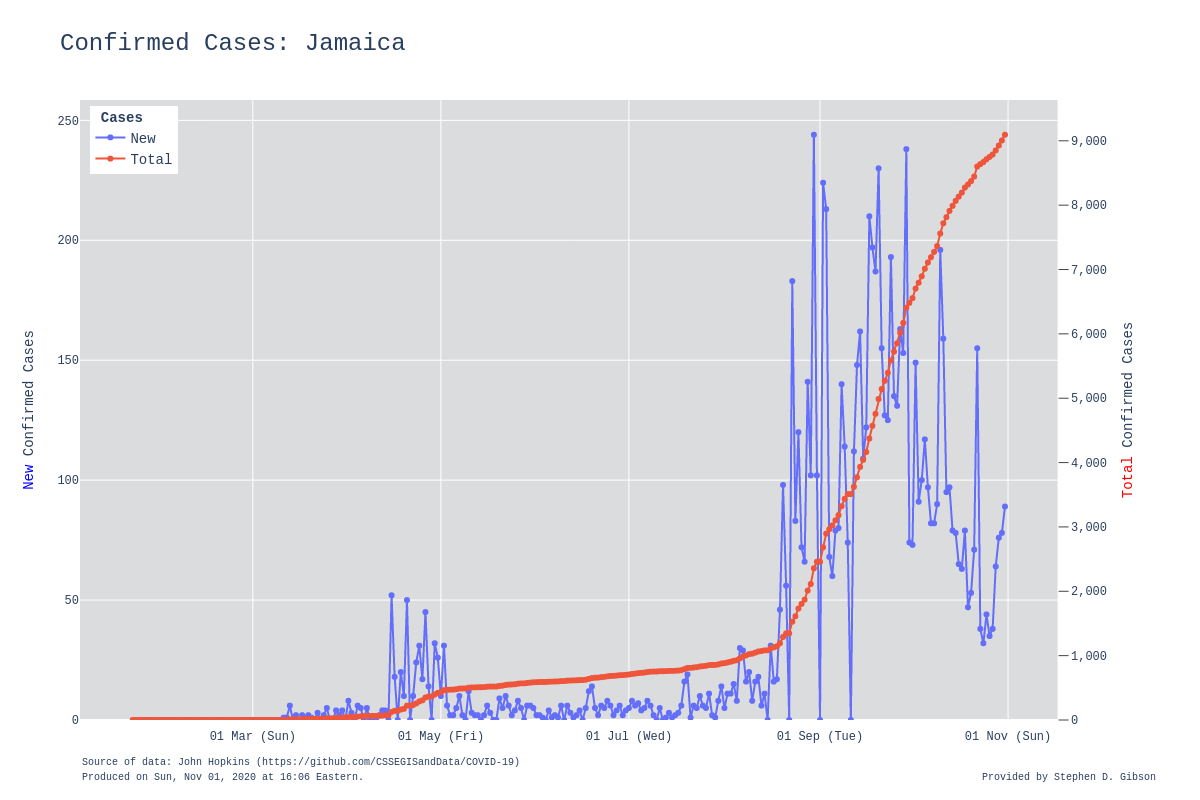 Confirmed Cases: Jamaica
Cases
New
Total
250
200
150
100
50
0
9,000
8,000
7,000
6,000
5,000
4,000
3,000
2,000
1,000
0
New Confirmed Cases
Total Confirmed Cases
01 Mar (Sun)
01 May (Fri)
01 Jul (Wed)
01 Sep (Tue)
01 Nov (Sun)
Source of data: John Hopkins (https://github.com/CSSEGISandData/COVID-19)
Produced on Sun, Nov 01, 2020 at 16:06 Eastern.
Provided by Stephen D. Gibson